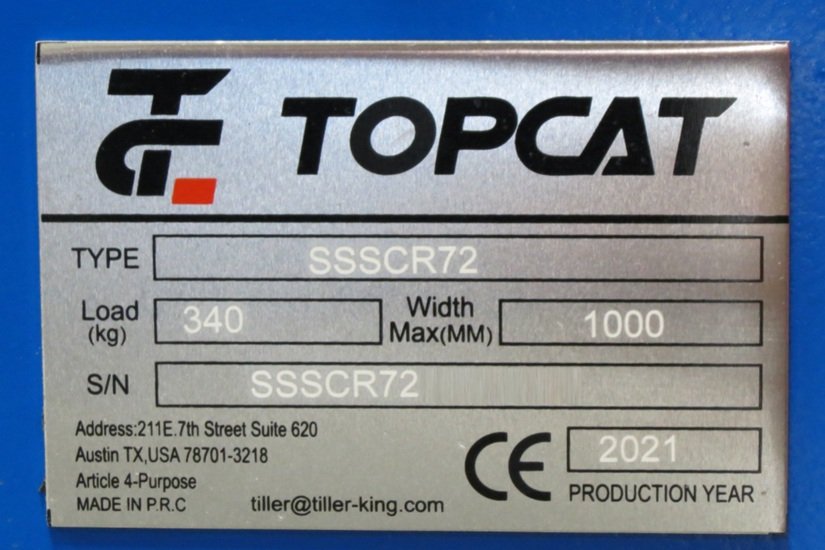 TOPCAT
TYPE SSSCR72
Load (kg) 340 Width Max(MM) 1000
S/N SSSCR72
Address:211E.7th Street Suite 620
Austin TX,USA 78701-3218
Article 4-Purpose
MADE IN P.R.C tiller@tiller-king.com
CE 2021
PRODUCTION YEAR